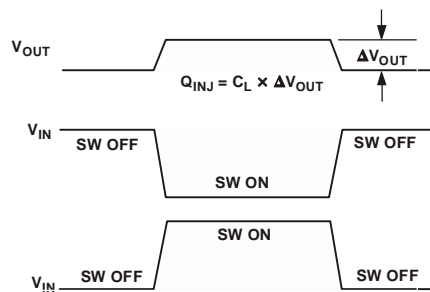 VOUT
ΔVOUT
QINJ = CL × ΔVOUT
VIN
SW OFF
SW OFF
SW ON
SW ON
VIN
SW OFF
SW OFF